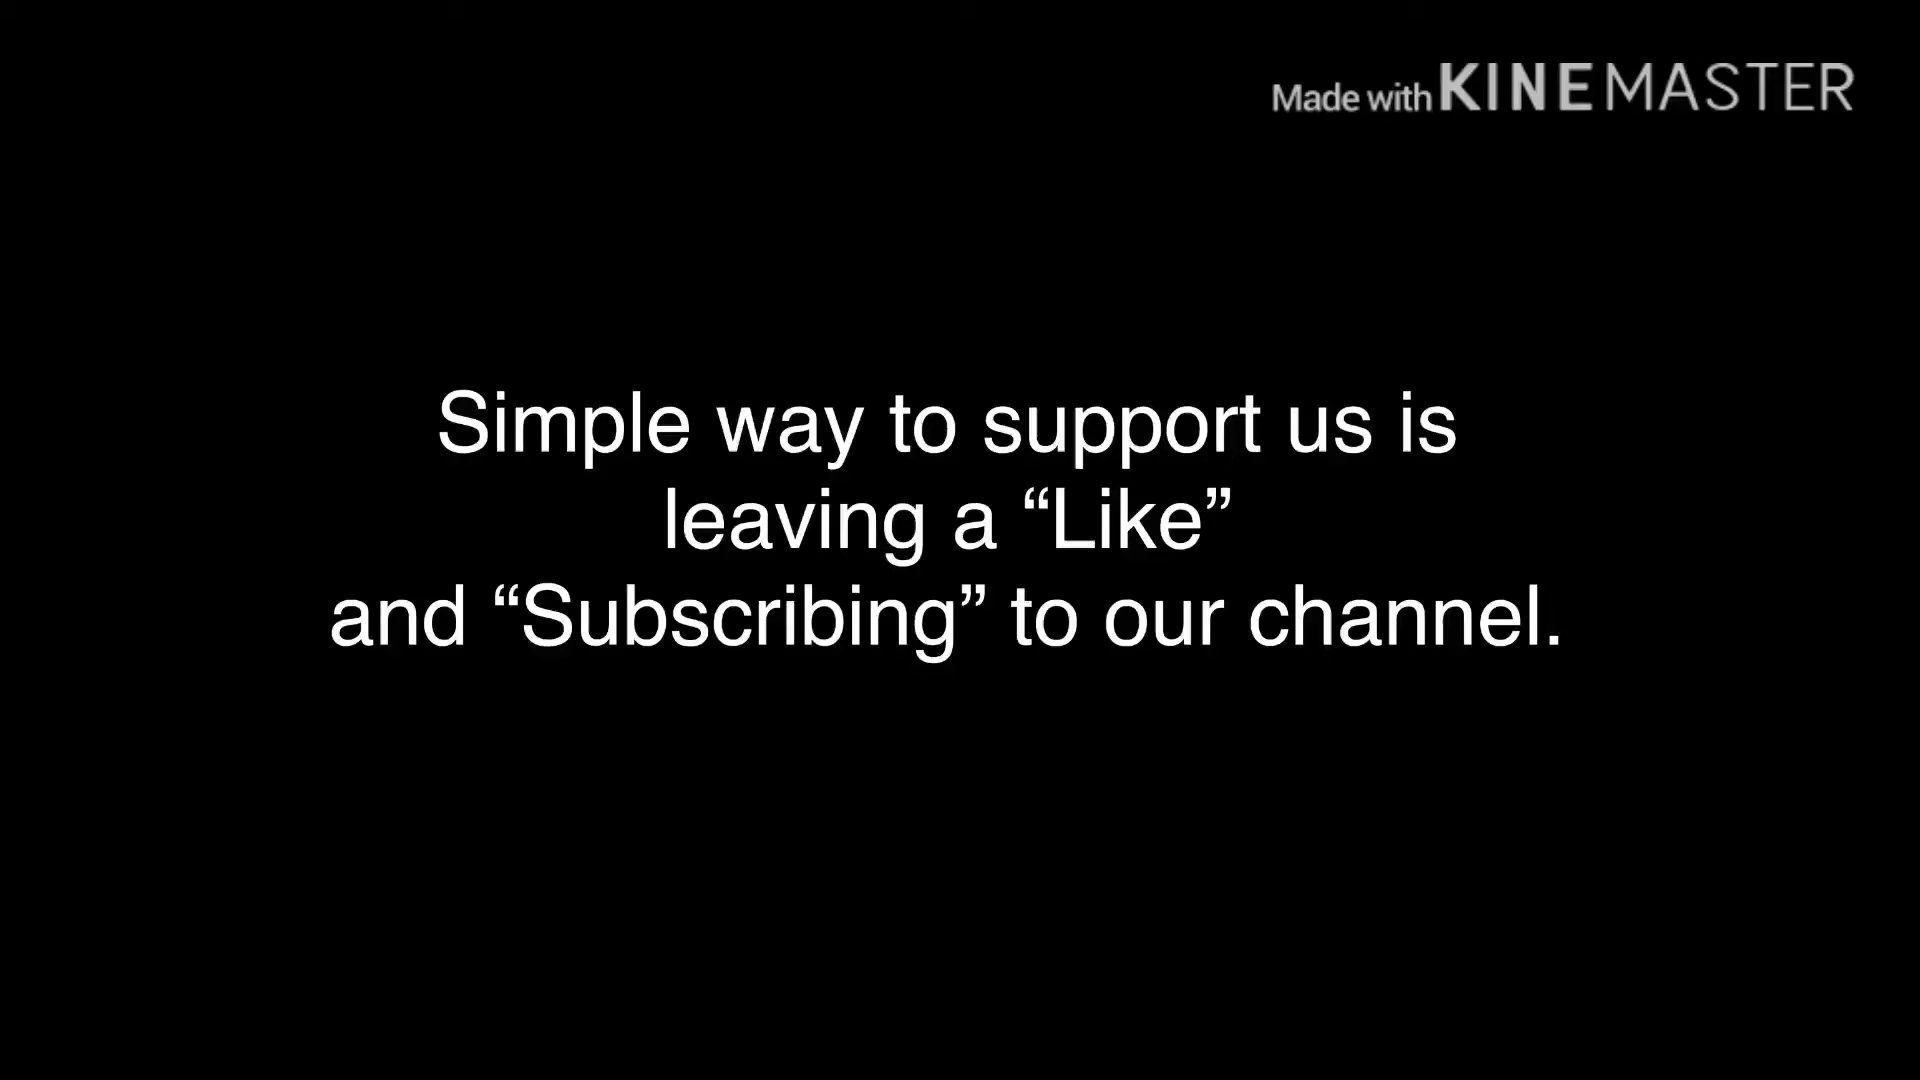 Made with KINEMASTER
Simple way to support us is
leaving a “Like”
and “Subscribing” to our channel.